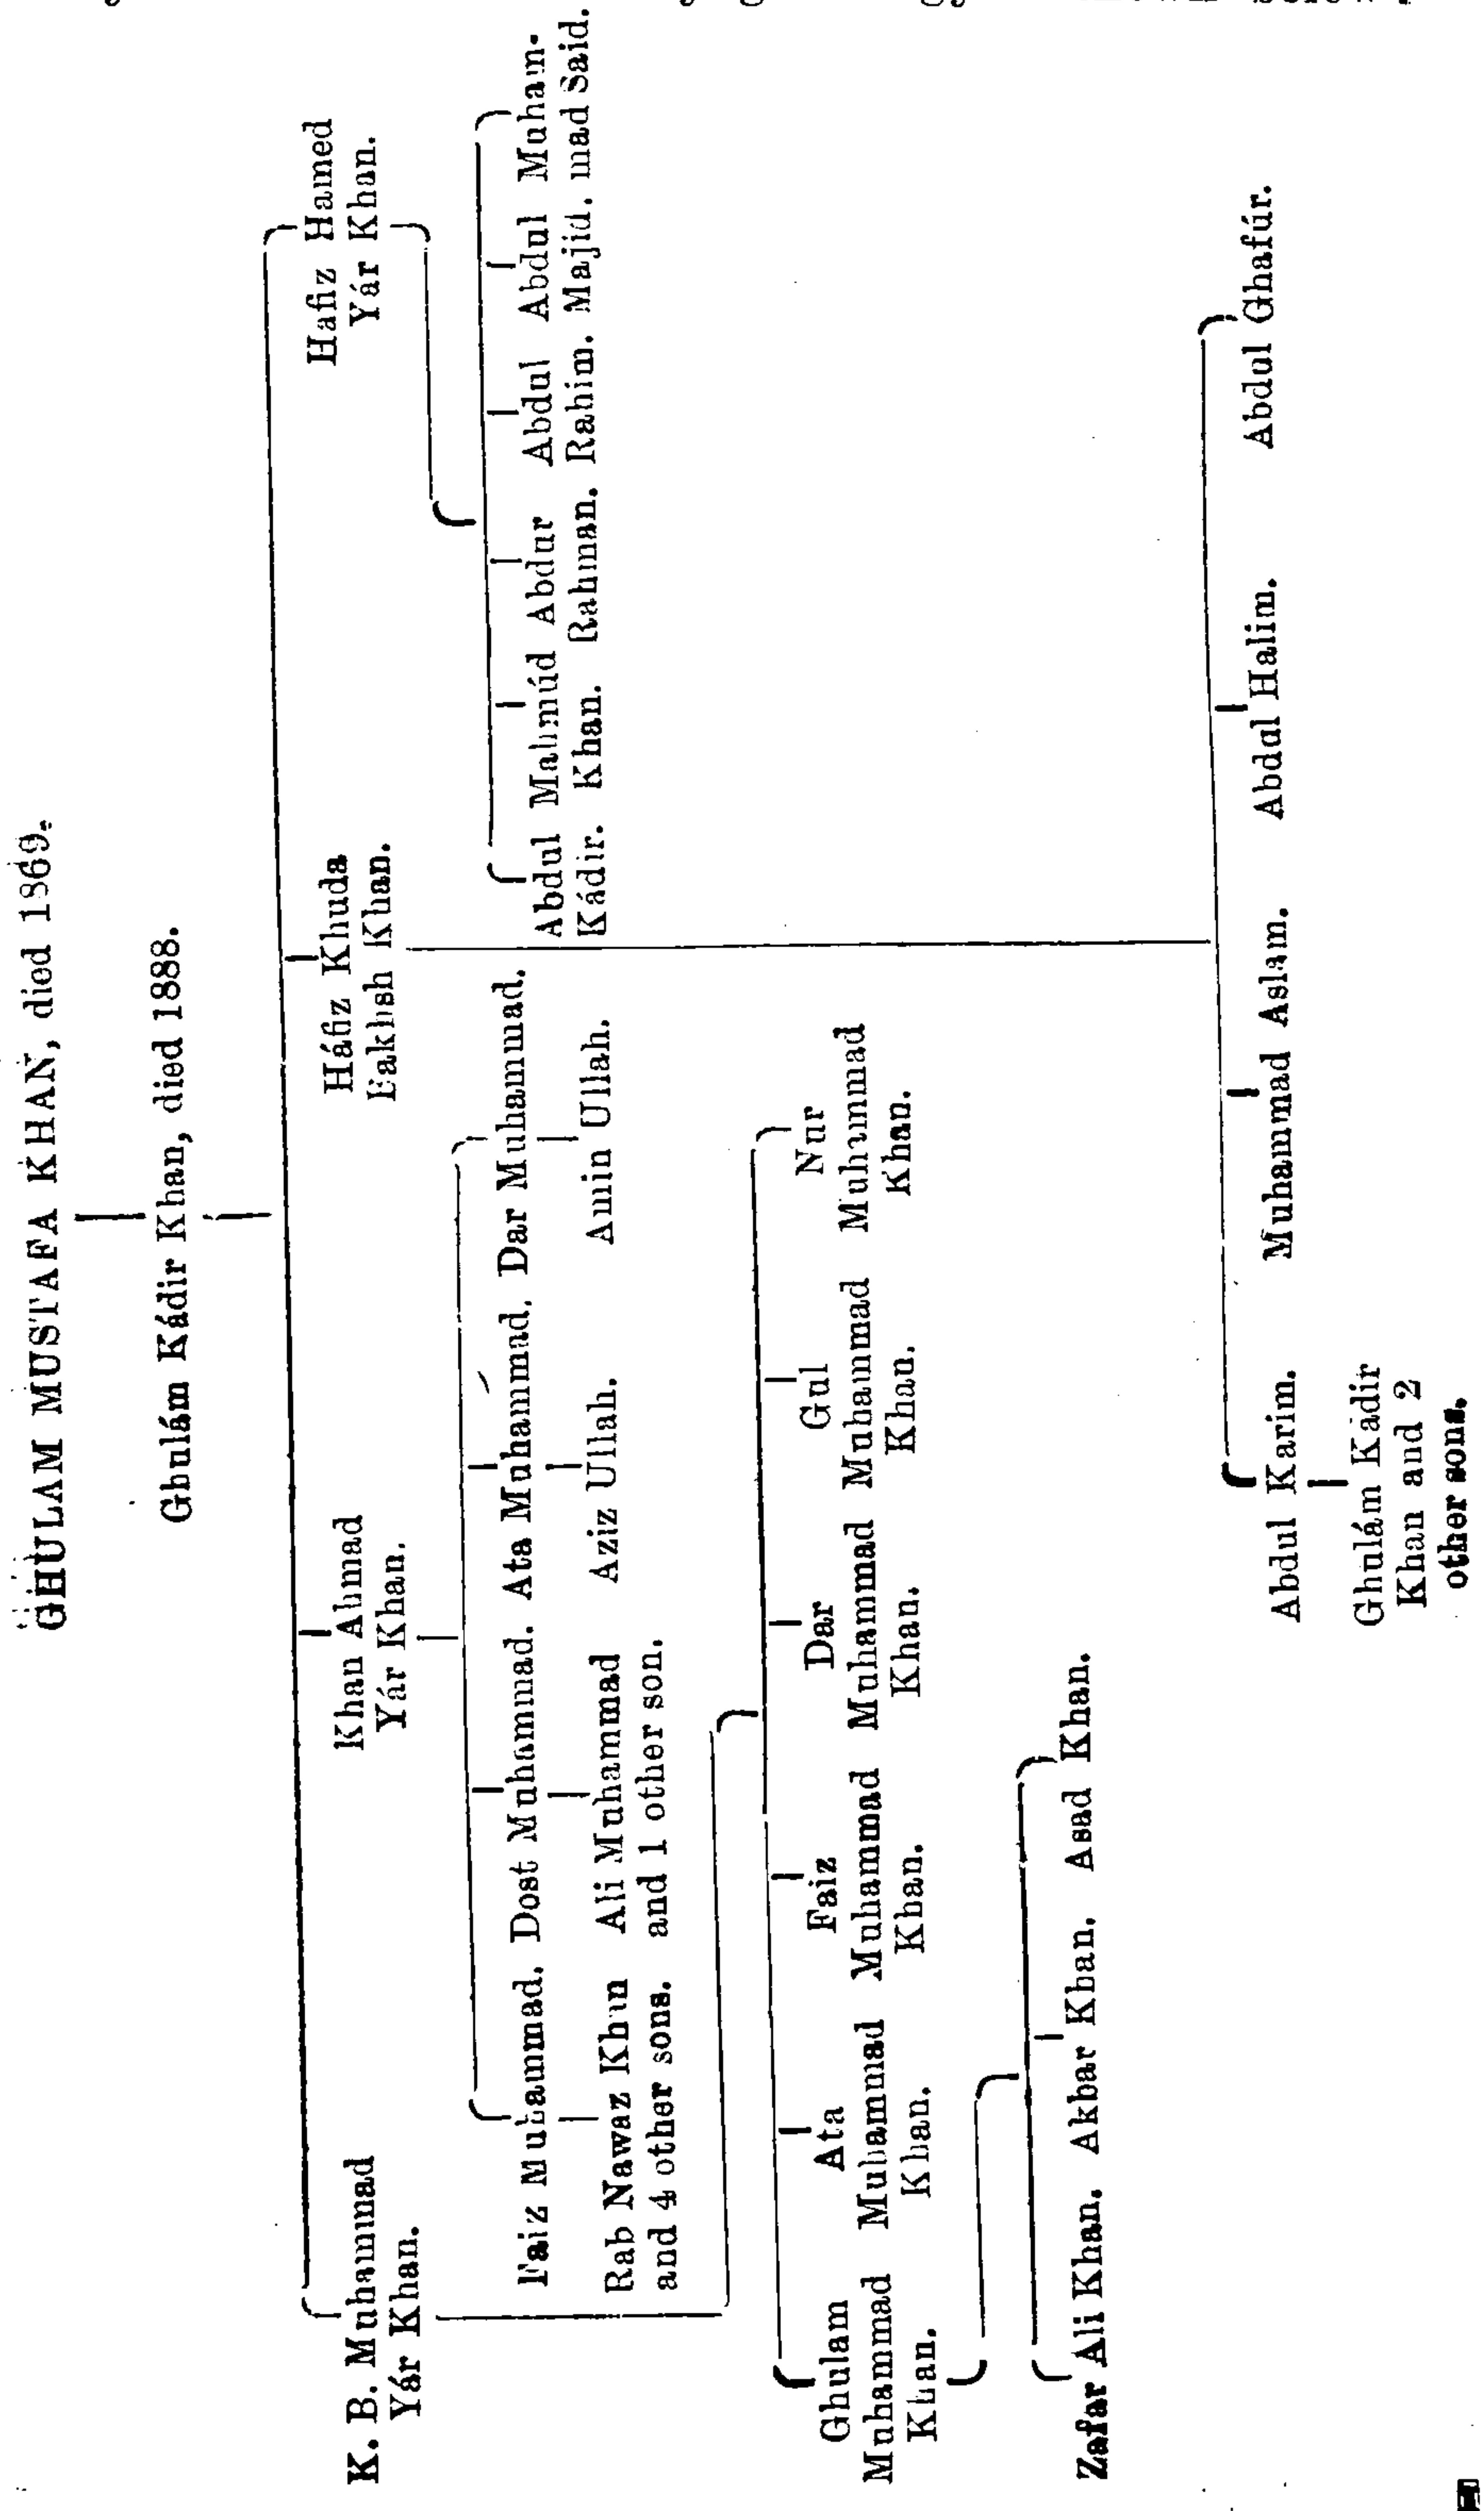 GHULAM MUSTAFA KHAN, died 1869.
Ghulám Kádir Khan, died 1888.
K. B. Muhammad
Yár Khan.
Khan Ahmad
Yár Khan.
Háfiz Khuda
Bakhsh Khan.
Hafiz Hamed
Yár Khan.
Faiz Muhammad. Dost Muhammad. Ata Muhammad. Dar Muhammad.
Rab Nawaz Khan
and 4 other sons.
Ali Muhammad
and 1 other son.
Aziz Ullah.
Amin Ullah.
Abdul
Kádir.
Mahmúd
Khan.
Abdur
Rahman.
Abdul
Rahim.
Abdul
Majid.
Muham-
mad Said.
Ghulam
Muhammad
Khan.
Ata
Muhammad
Khan.
Faiz
Muhammad
Khan.
Dar
Muhammad
Khan.
Gul
Muhammad
Khan.
Nur
Muhammad
Khan.
Zafar Ali Khan. Akbar Khan. Asad Khan.
Abdul Karim. Muhammad Aslam. Abdul Halim. Abdul Ghafúr.
Ghulám Kádir
Khan and 2
other sons.